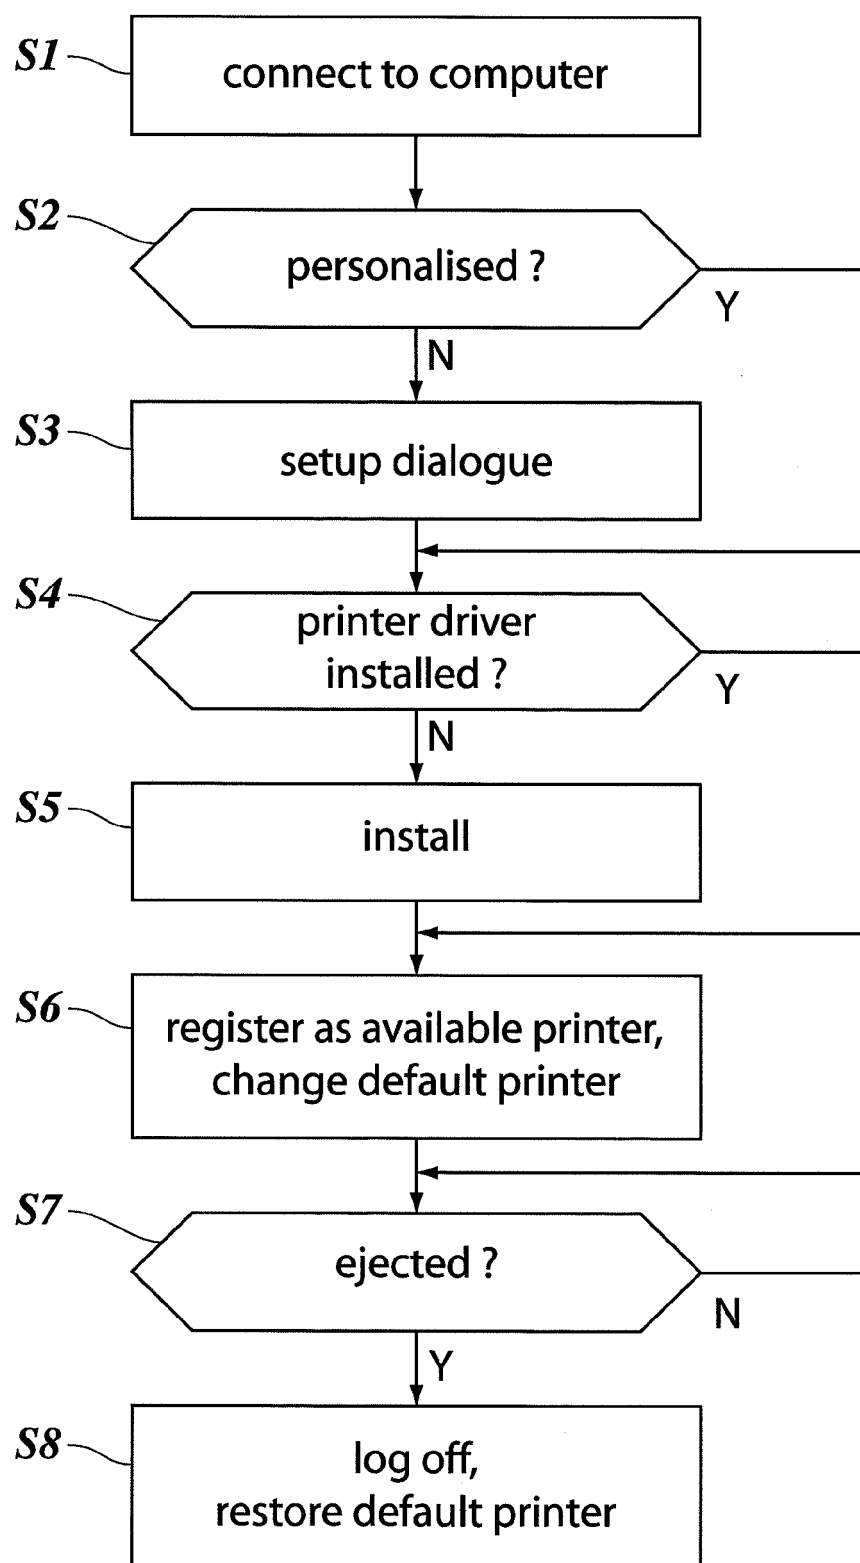 S1
connect to computer
S2
personalised ?
Y
N
S3
setup dialogue
S4
printer driver
installed ?
Y
N
S5
install
S6
register as available printer,
change default printer
S7
ejected ?
N
Y
S8
log off,
restore default printer